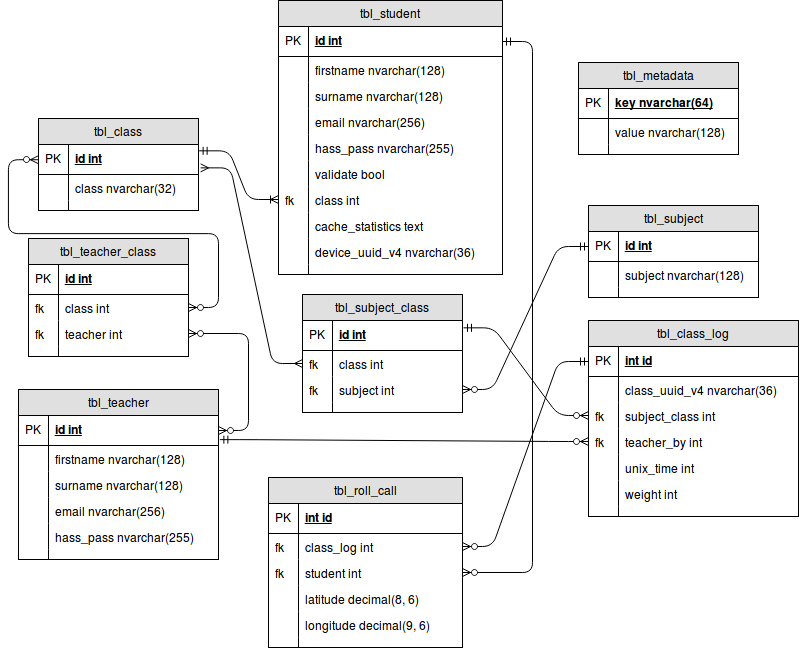 tbl_student
PK id int
firstname nvarchar(128)
surname nvarchar(128)
email nvarchar(256)
hass_pass nvarchar(255)
validate bool
fk class int
cache_statistics text
device_uuid_v4 nvarchar(36)
tbl_metadata
PK key nvarchar(64)
value nvarchar(128)
tbl_class
PK id int
class nvarchar(32)
tbl_subject
PK id int
subject nvarchar(128)
tbl_teacher_class
PK id int
fk class int
fk teacher int
tbl_subject_class
PK id int
fk class int
fk subject int
tbl_class_log
PK int id
class_uuid_v4 nvarchar(36)
fk subject_class int
fk teacher_by int
unix_time int
weight int
tbl_teacher
PK id int
firstname nvarchar(128)
surname nvarchar(128)
email nvarchar(256)
hass_pass nvarchar(255)
tbl_roll_call
PK int id
fk class_log int
fk student int
latitude decimal(8, 6)
longitude decimal(9, 6)